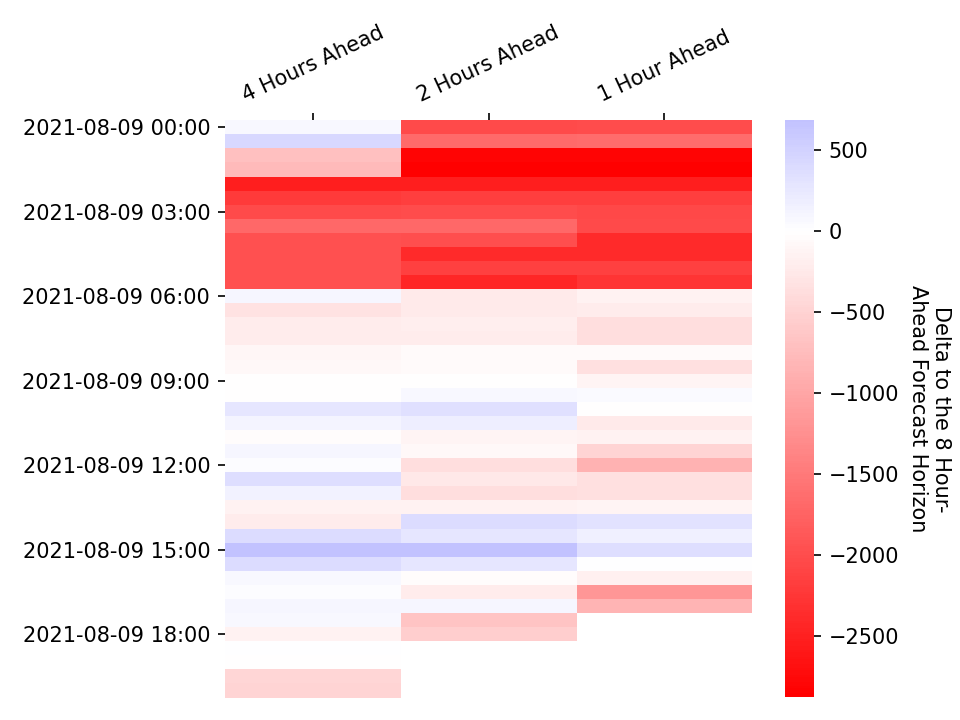 4 Hours Ahead
2 Hours Ahead
1 Hour Ahead
2021-08-09 00:00
2021-08-09 03:00
2021-08-09 06:00
2021-08-09 09:00
2021-08-09 12:00
2021-08-09 15:00
2021-08-09 18:00
500
0
−500
−1000
−1500
−2000
−2500
Delta to the 8 Hour-
Ahead Forecast Horizon